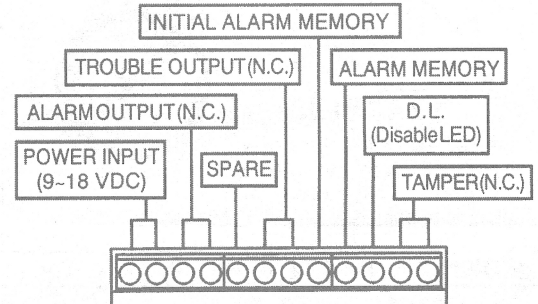 INITIAL ALARM MEMORY
TROUBLE OUTPUT(N.C.)
ALARM MEMORY
ALARM OUTPUT(N.C.)
D.L.
(Disable LED)
POWER INPUT
(9~18 VDC)
SPARE
TAMPER(N.C.)